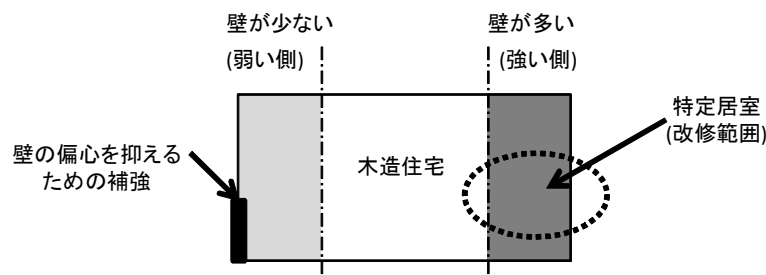 壁が少ない
(弱い側)
壁が多い
(強い側)
特定居室
(改修範囲)
壁の偏心を抑える
ための補強
木造住宅